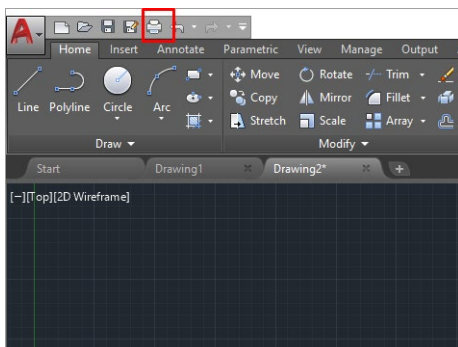 A
Home Insert Annotate Parametric View Manage Output
Move Rotate Trim
Copy Mirror Fillet
Line Polyline Circle Arc
Stretch Scale Array
Draw Modify
Start Drawing1 Drawing2*
[−][Top][2D Wireframe]